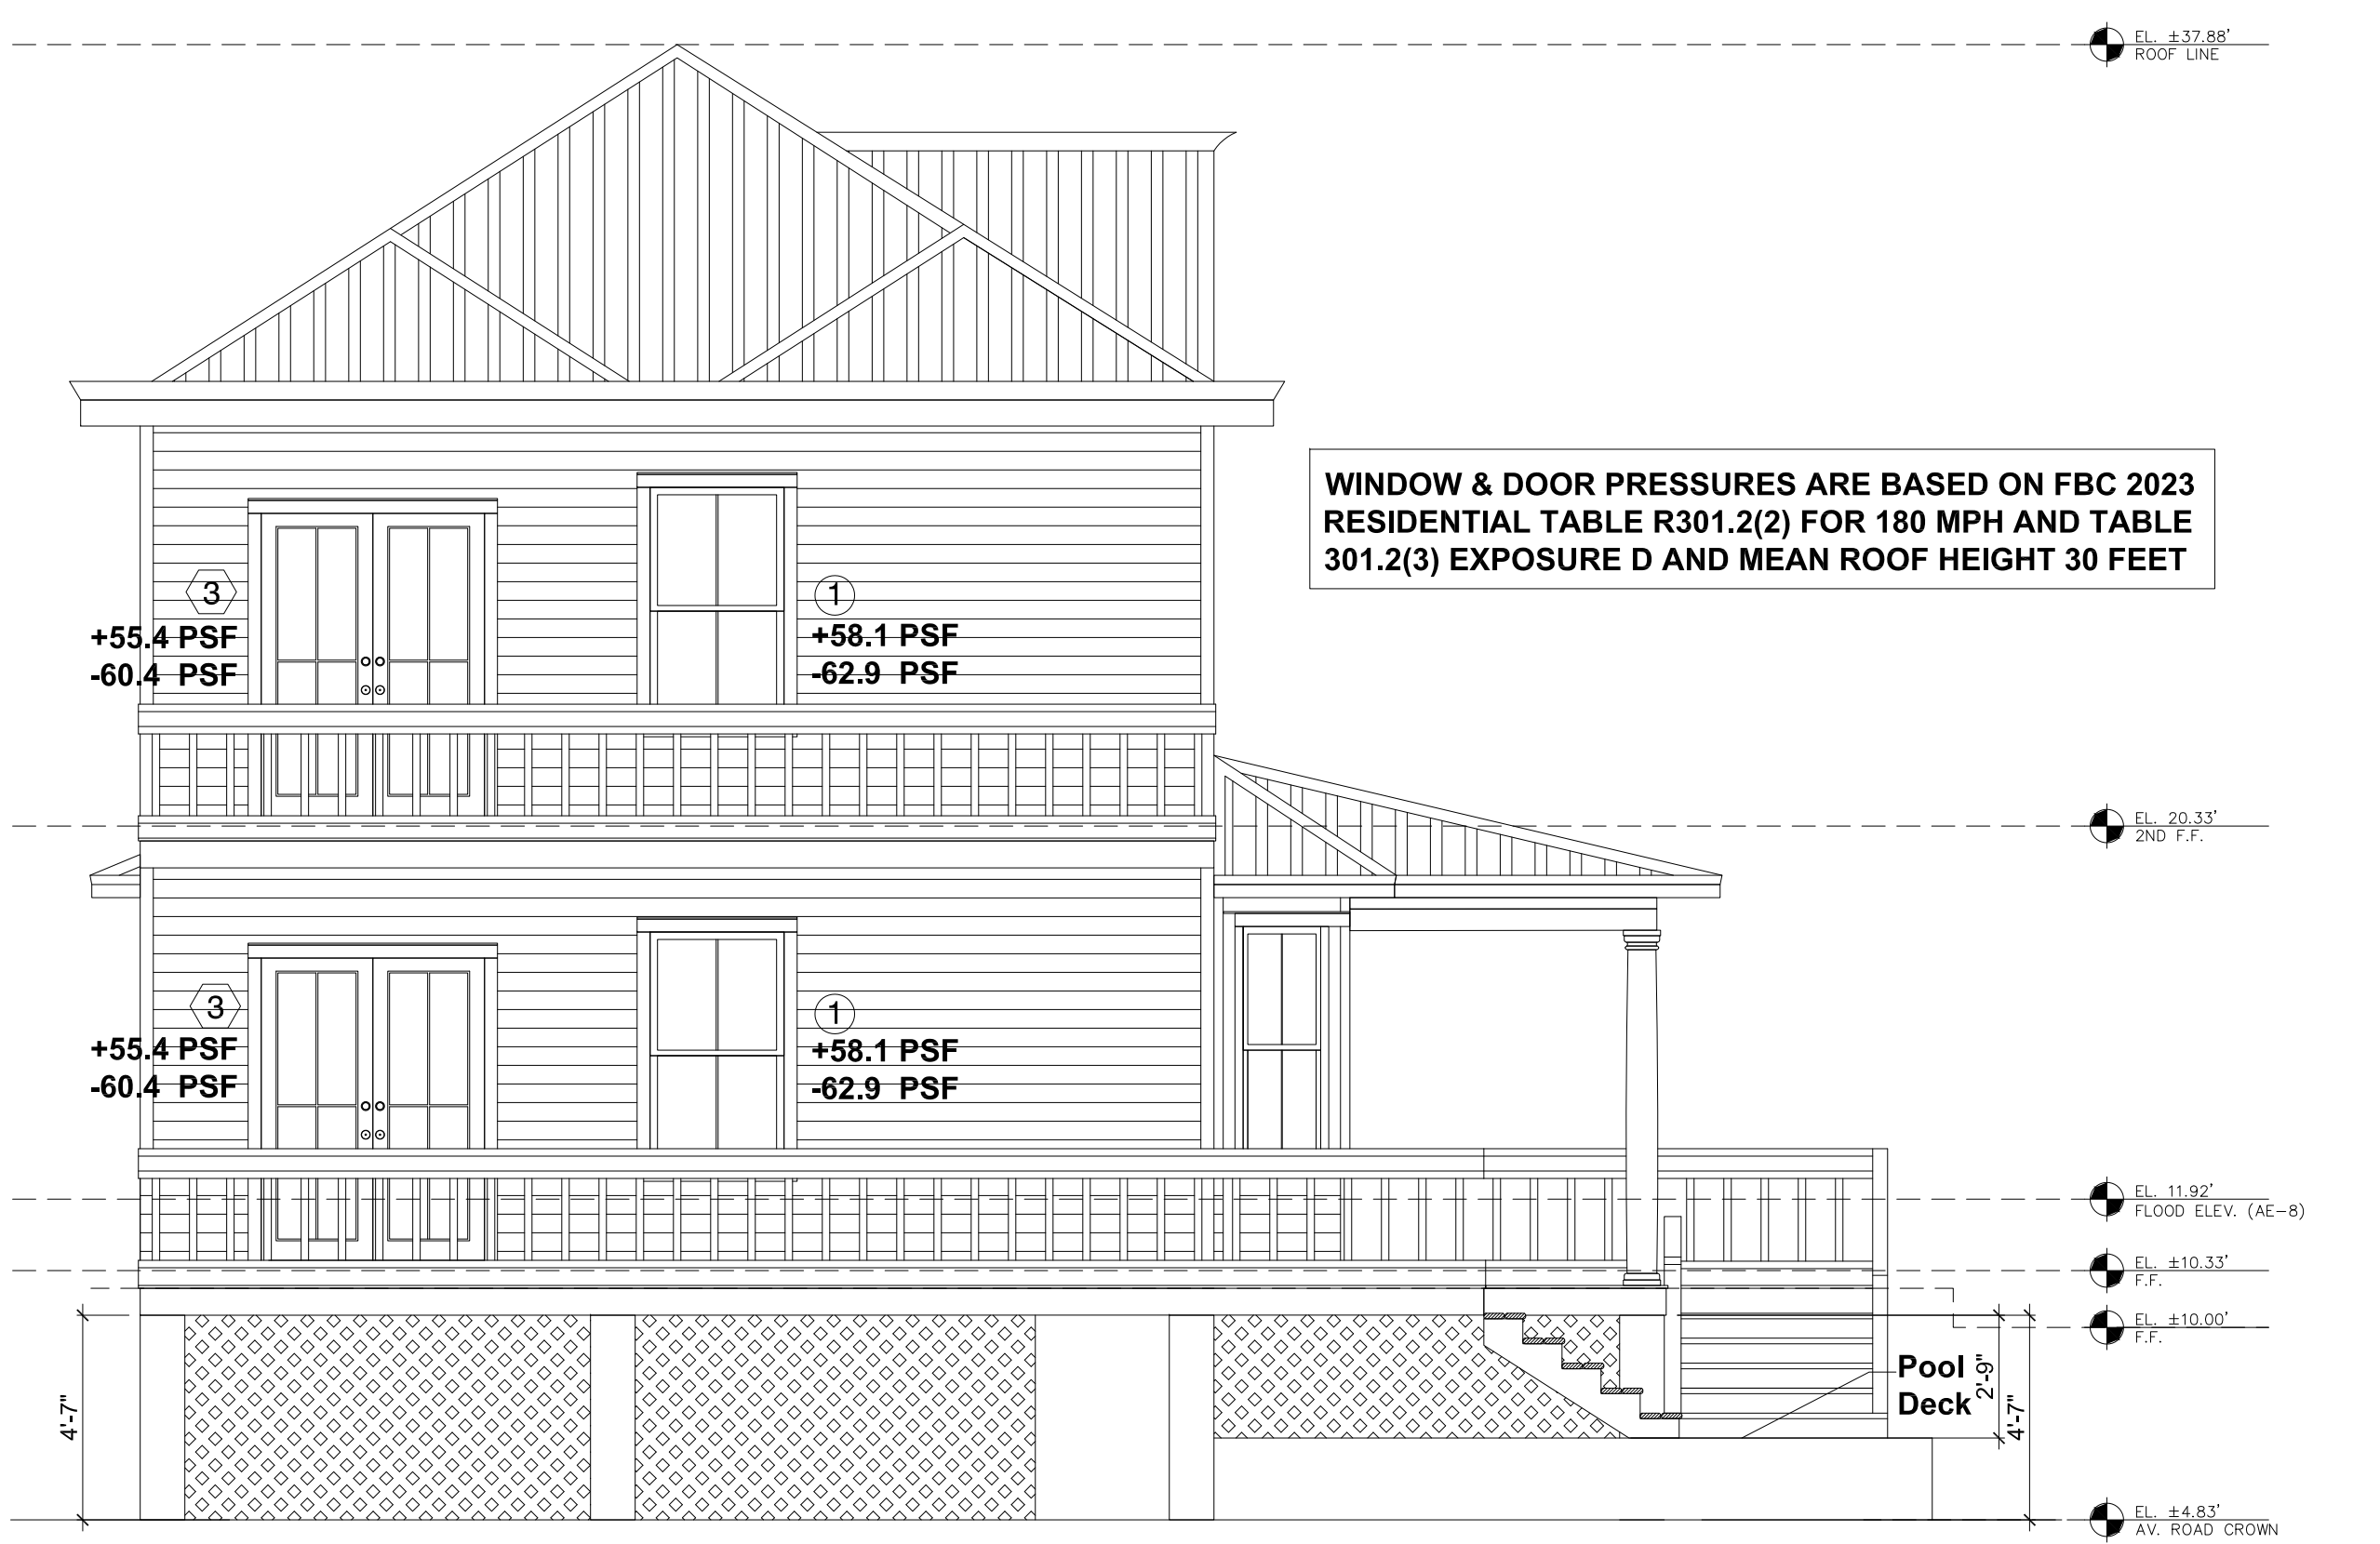 EL. ±37.88'
ROOF LINE
WINDOW & DOOR PRESSURES ARE BASED ON FBC 2023
RESIDENTIAL TABLE R301.2(2) FOR 180 MPH AND TABLE
301.2(3) EXPOSURE D AND MEAN ROOF HEIGHT 30 FEET
3
+55.4 PSF
-60.4 PSF
1
+58.1 PSF
-62.9 PSF
EL. 20.33'
2ND F.F.
3
+55.4 PSF
-60.4 PSF
1
+58.1 PSF
-62.9 PSF
EL. 11.92'
FLOOD ELEV. (AE-8)
EL. ±10.33'
F.F.
EL. ±10.00'
F.F.
4'-7"
Pool
Deck
2'-9"
4'-7"
EL. ±4.83'
AV. ROAD CROWN